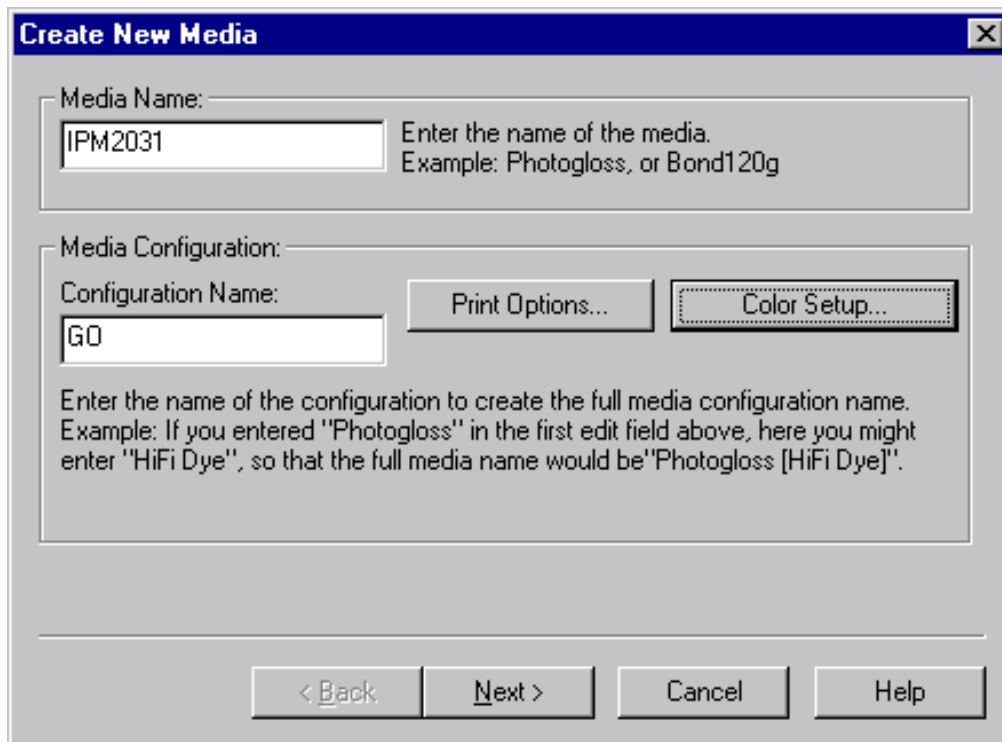 Create New Media
Media Name:
IPM2031
Enter the name of the media.
Example: Photogloss, or Bond120g
Media Configuration:
Configuration Name:
GO
Print Options...
Color Setup...
Enter the name of the configuration to create the full media configuration name.
Example: If you entered "Photogloss" in the first edit field above, here you might
enter "HiFi Dye", so that the full media name would be"Photogloss [HiFi Dye]".
< Back
Next >
Cancel
Help